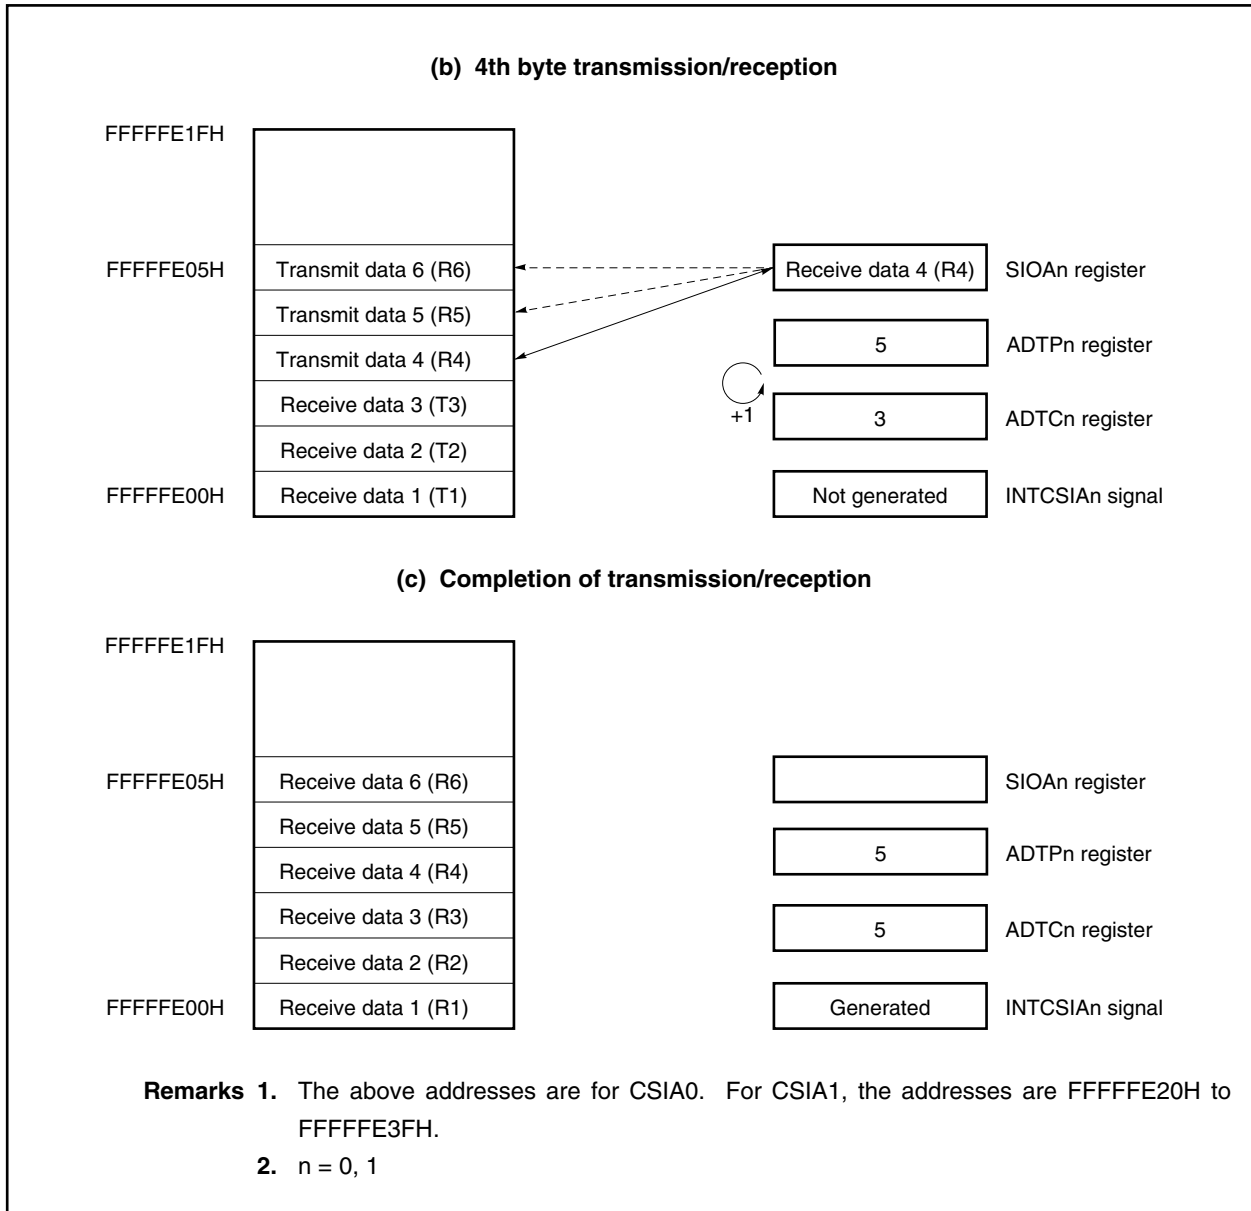 (b) 4th byte transmission/reception
FFFFFE1FH
FFFFFE05H
Transmit data 6 (R6)
Receive data 4 (R4)
SIOAn register
Transmit data 5 (R5)
5
ADTPn register
Transmit data 4 (R4)
Receive data 3 (T3)
+1
3
ADTCn register
Receive data 2 (T2)
FFFFFE00H
Receive data 1 (T1)
Not generated
INTCSIAn signal
(c) Completion of transmission/reception
FFFFFE1FH
FFFFFE05H
Receive data 6 (R6)
SIOAn register
Receive data 5 (R5)
5
ADTPn register
Receive data 4 (R4)
Receive data 3 (R3)
5
ADTCn register
Receive data 2 (R2)
FFFFFE00H
Receive data 1 (R1)
Generated
INTCSIAn signal
Remarks 1. The above addresses are for CSIA0. For CSIA1, the addresses are FFFFFE20H to
FFFFFE3FH.
2. n = 0, 1